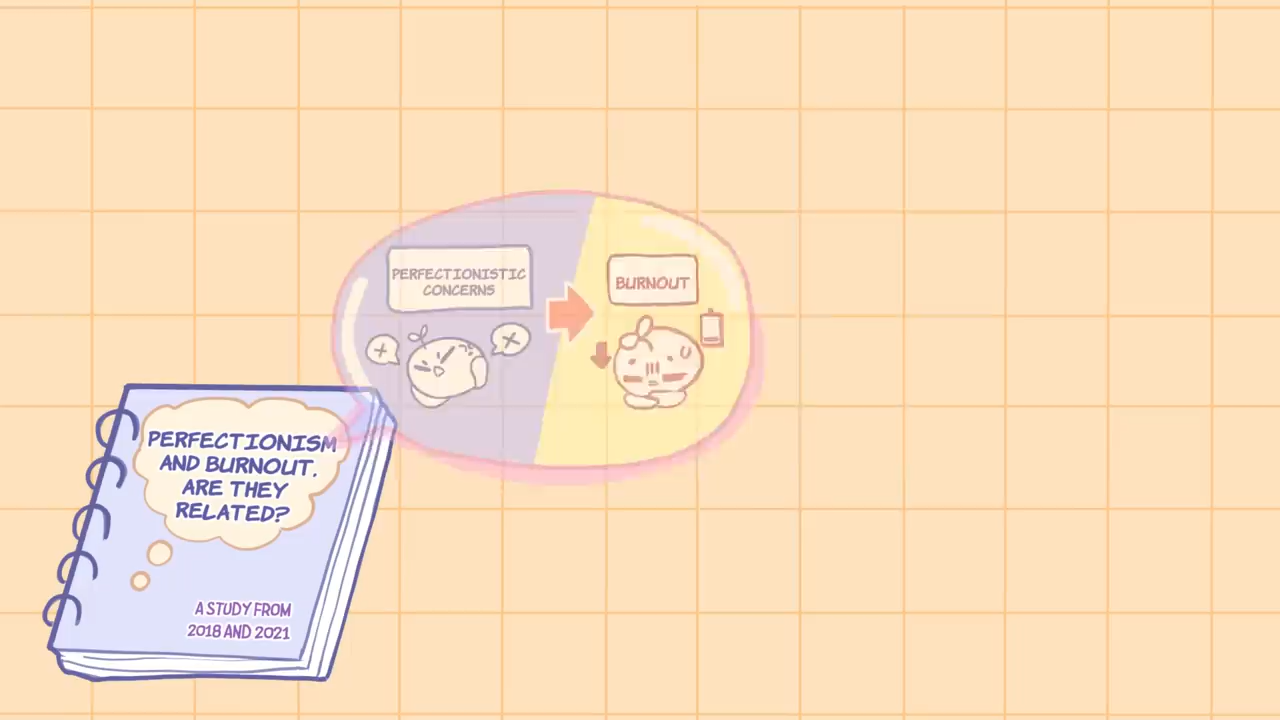 PERFECTIONISTIC
CONCERNS
BURNOUT
PERFECTIONISM
AND BURNOUT.
ARE THEY
RELATED?
A STUDY FROM
2018 AND 2021